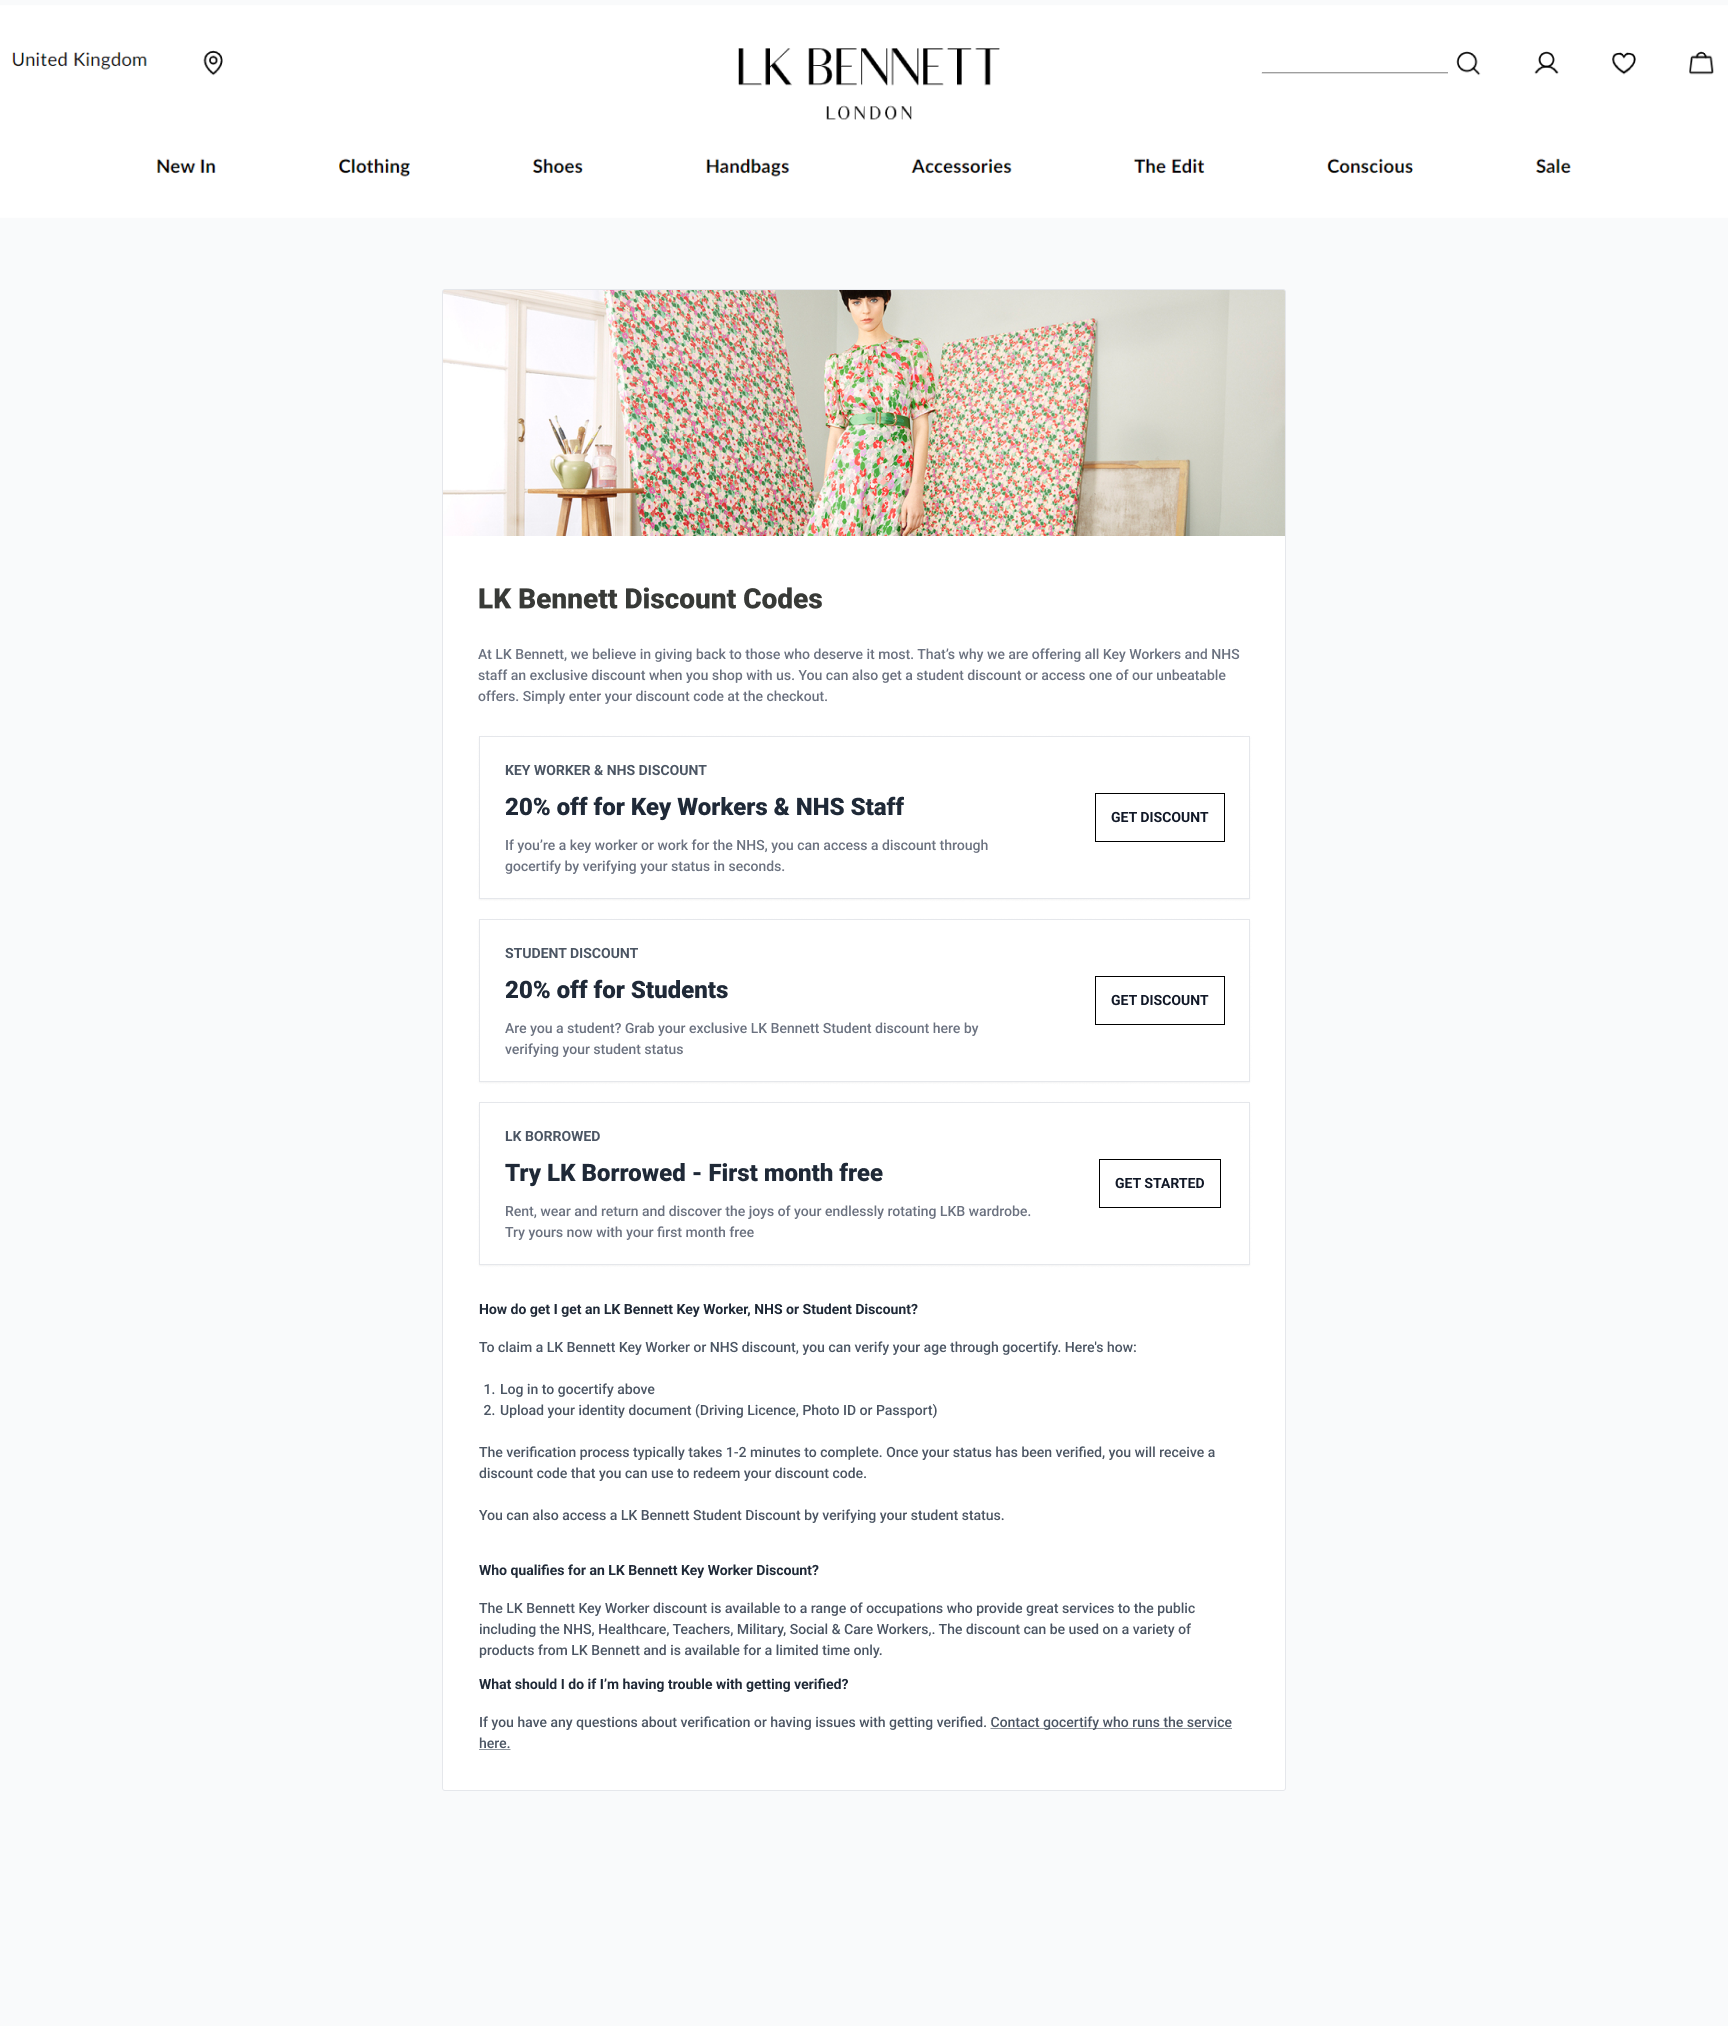 United Kingdom
LK BENNETT
LONDON
New In
Clothing
Shoes
Handbags
Accessories
The Edit
Conscious
Sale
LK Bennett Discount Codes
At LK Bennett, we believe in giving back to those who deserve it most. That’s why we are offering all Key Workers and NHS
staff an exclusive discount when you shop with us. You can also get a student discount or access one of our unbeatable
offers. Simply enter your discount code at the checkout.
KEY WORKER & NHS DISCOUNT
20% off for Key Workers & NHS Staff
If you’re a key worker or work for the NHS, you can access a discount through
gocertify by verifying your status in seconds.
GET DISCOUNT
STUDENT DISCOUNT
20% off for Students
Are you a student? Grab your exclusive LK Bennett Student discount here by
verifying your student status
GET DISCOUNT
LK BORROWED
Try LK Borrowed - First month free
Rent, wear and return and discover the joys of your endlessly rotating LKB wardrobe.
Try yours now with your first month free
GET STARTED
How do get I get an LK Bennett Key Worker, NHS or Student Discount?
To claim a LK Bennett Key Worker or NHS discount, you can verify your age through gocertify. Here's how:
1. Log in to gocertify above
2. Upload your identity document (Driving Licence, Photo ID or Passport)
The verification process typically takes 1-2 minutes to complete. Once your status has been verified, you will receive a
discount code that you can use to redeem your discount code.
You can also access a LK Bennett Student Discount by verifying your student status.
Who qualifies for an LK Bennett Key Worker Discount?
The LK Bennett Key Worker discount is available to a range of occupations who provide great services to the public
including the NHS, Healthcare, Teachers, Military, Social & Care Workers,. The discount can be used on a variety of
products from LK Bennett and is available for a limited time only.
What should I do if I’m having trouble with getting verified?
If you have any questions about verification or having issues with getting verified. Contact gocertify who runs the service
here.